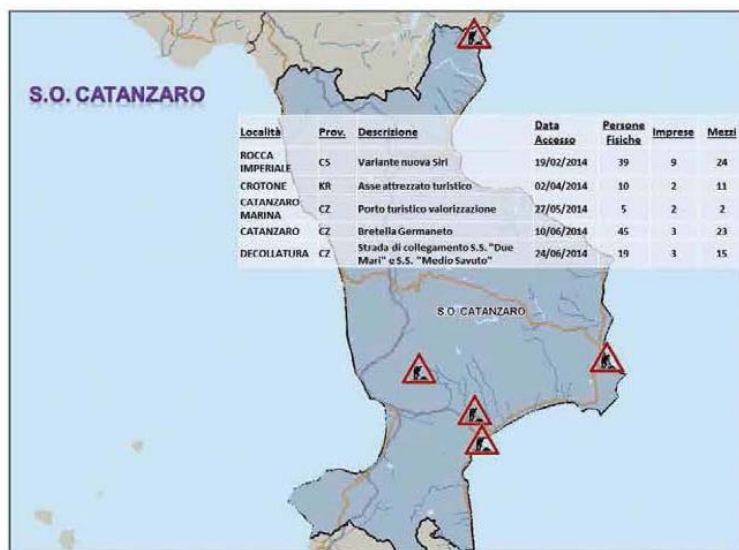 S.O. CATANZARO
Località Prov. Descrizione Data Accesso Persone Fisiche Imprese Mezzi
ROCCA IMPERIALE CS Variante nuova Siri 19/02/2014 39 9 24
CROTONE KR Asse attrezzato turistico 02/04/2014 10 2 11
CATANZARO MARINA CZ Porto turistico valorizzazione 27/05/2014 5 2 2
CATANZARO CZ Bretella Germaneto 10/06/2014 45 3 23
DECOLLATURA CZ Strada di collegamento S.S. "Due Mari" e S.S. "Medio Savuto" 24/06/2014 19 3 15
S.O. CATANZARO